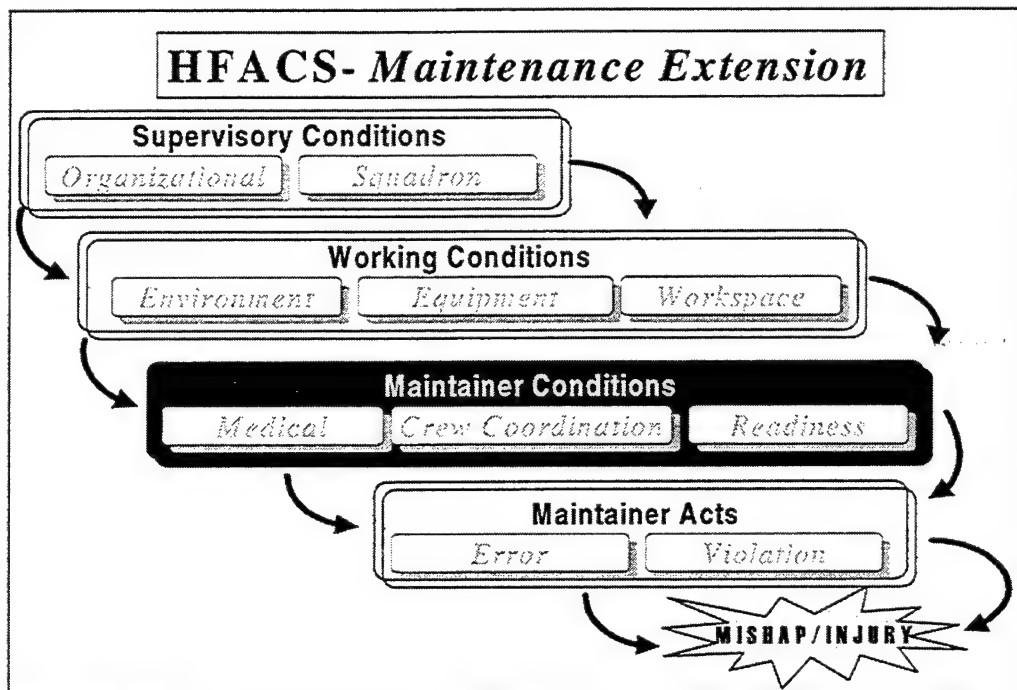 HFACS- Maintenance Extension
Supervisory Conditions
Organizational Squadron
Working Conditions
Environment Equipment Workspace
Maintainer Conditions
Medical Crew Coordination Readiness
Maintainer Acts
Error Violation
MISHAP/INJURY